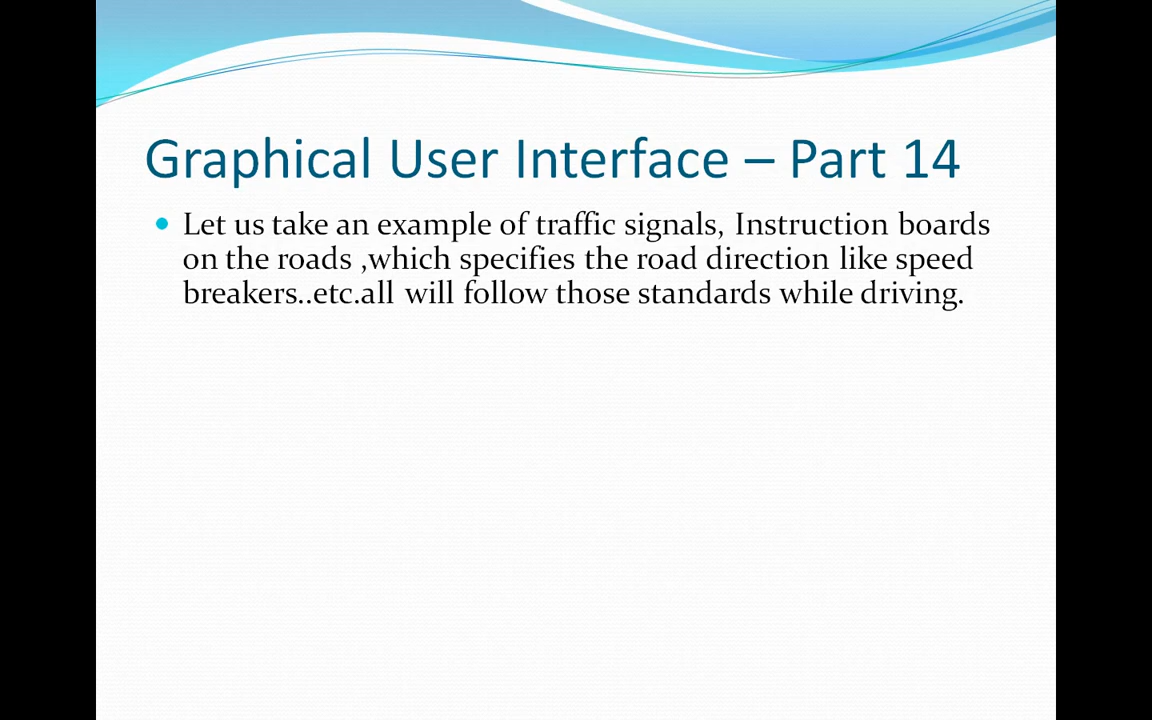 Graphical User Interface – Part 14
Let us take an example of traffic signals, Instruction boards
on the roads ,which specifies the road direction like speed
breakers..etc.all will follow those standards while driving.